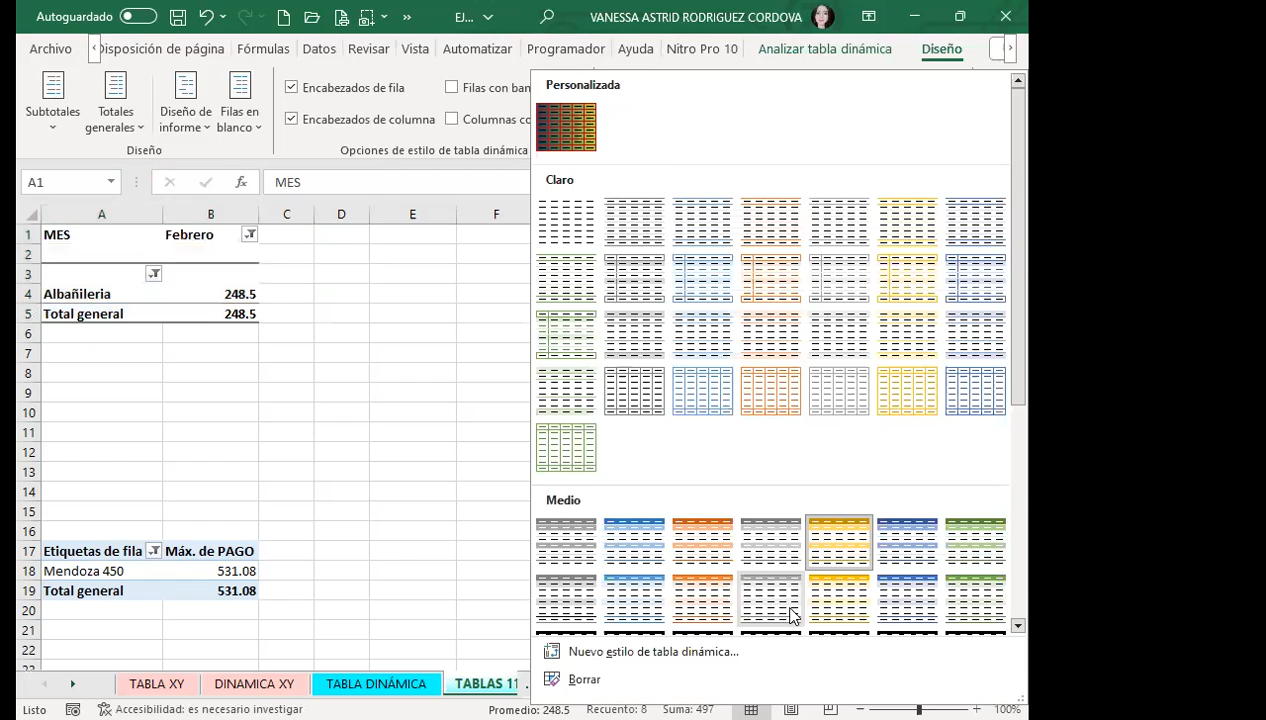 Autoguardado EJ... VANESSA ASTRID RODRIGUEZ CORDOVA
Archivo Disposición de página Fórmulas Datos Revisar Vista Automatizar Programador Ayuda Nitro Pro 10 Analizar tabla dinámica Diseño
Subtotales
Totales generales
Diseño de informe
Filas en blanco
Diseño
Encabezados de fila Filas con ban
Encabezados de columna Columnas co
Opciones de estilo de tabla dinámica
A1 fx MES
A B C D E F
1 MES Febrero
2
3
4 Albañileria 248.5
5 Total general 248.5
6
7
8
9
10
11
12
13
14
15
16
17 Etiquetas de fila Máx. de PAGO
18 Mendoza 450 531.08
19 Total general 531.08
20
21
22
23
Personalizada
Claro
Medio
Nuevo estilo de tabla dinámica...
Borrar
TABLA XY DINAMICA XY TABLA DINÁMICA TABLAS 11
Listo Accesibilidad: es necesario investigar Promedio: 248.5 Recuento: 8 Suma: 497 100%